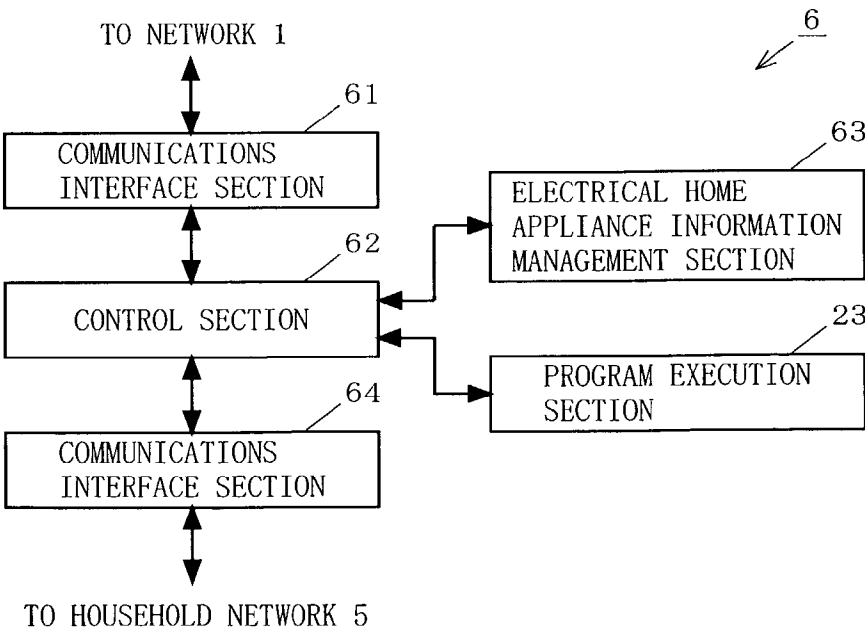 TO NETWORK 1
6
61
COMMUNICATIONS
INTERFACE SECTION
63
ELECTRICAL HOME
APPLIANCE INFORMATION
MANAGEMENT SECTION
62
CONTROL SECTION
23
PROGRAM EXECUTION
SECTION
64
COMMUNICATIONS
INTERFACE SECTION
TO HOUSEHOLD NETWORK 5